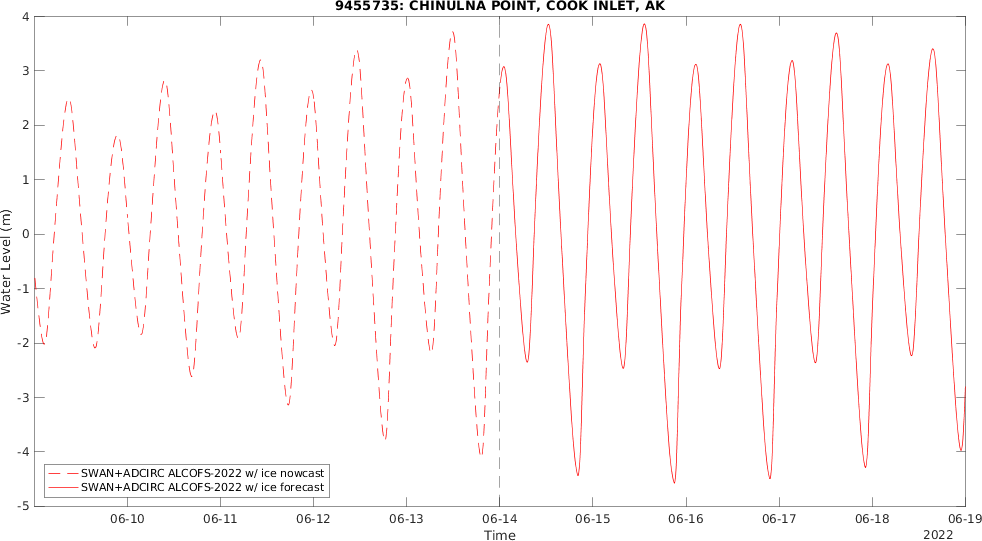 9455735: CHINULNA POINT, COOK INLET, AK
4
3
2
1
0
-1
-2
-3
-4
-5
Water Level (m)
SWAN+ADCIRC ALCOFS-2022 w/ ice nowcast
SWAN+ADCIRC ALCOFS-2022 w/ ice forecast
06-10 06-11 06-12 06-13 06-14 06-15 06-16 06-17 06-18 06-19
Time
2022